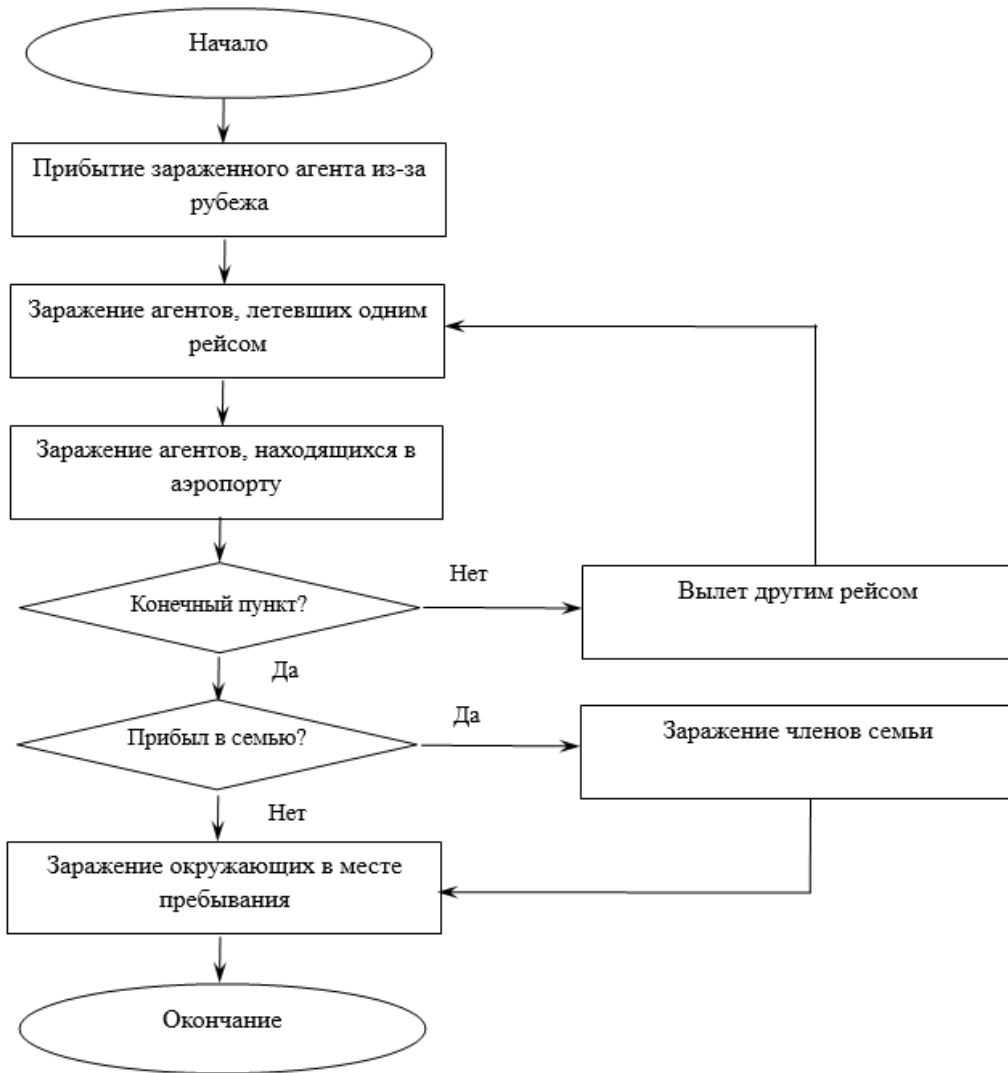 Начало
Прибытие зараженного агента из-за
рубежа
Заражение агентов, летевших одним
рейсом
Заражение агентов, находящихся в
аэропорту
Нет
Конечный пункт?
Вылет другим рейсом
Да
Прибыл в семью?
Да
Заражение членов семьи
Нет
Заражение окружающих в месте
пребывания
Окончание